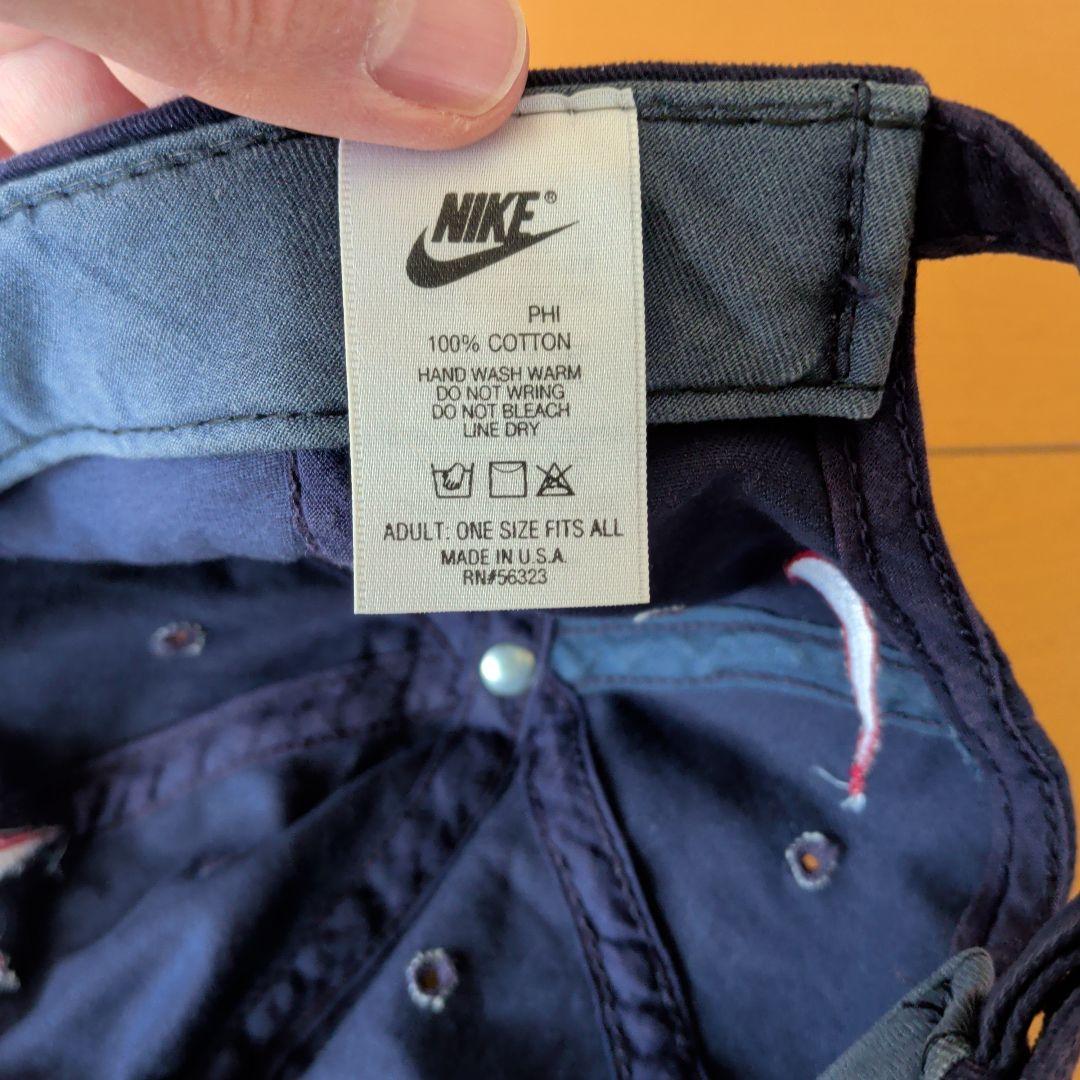 NIKE®
PHI
100% COTTON
HAND WASH WARM
DO NOT WRING
DO NOT BLEACH
LINE DRY
ADULT: ONE SIZE FITS ALL
MADE IN U.S.A.
RN#56323